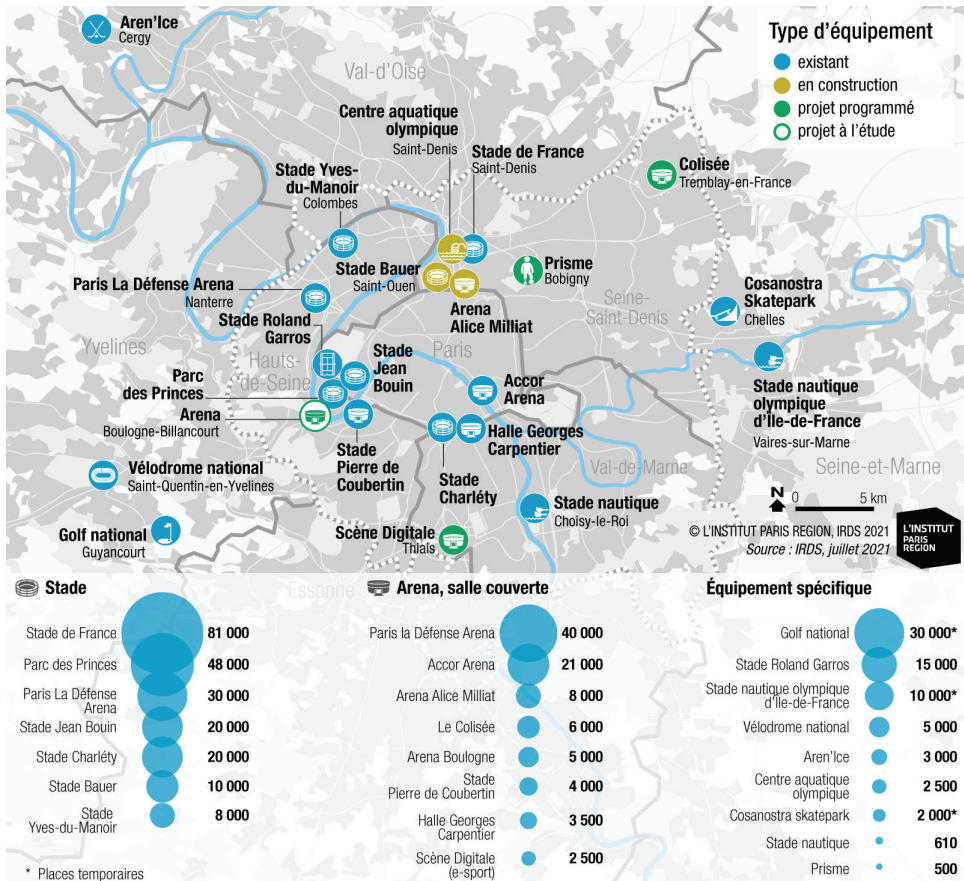 Aren'Ice
Cergy
Val-d'Oise
Type d'équipement
existant
en construction
projet programmé
projet à l'étude
Centre aquatique
olympique
Saint-Denis
Stade de France
Saint-Denis
Colisée
Tremblay-en-France
Stade Yves-
du-Manoir
Colombes
Paris La Défense Arena
Nanterre
Stade Bauer
Saint-Ouen
Prisme
Bobigny
Arena
Alice Milliat
Seine-
Saint-Denis
Cosanostra
Skatepark
Chelles
Stade Roland
Garros
Yvelines
Hauts-
de-Seine
Paris
Stade
Jean
Bouin
Parc
des Princes
Arena
Boulogne-Billancourt
Accor
Arena
Stade nautique
olympique
d'Île-de-France
Vaires-sur-Marne
Stade
Pierre de
Coubertin
Halle Georges
Carpentier
Stade
Charléty
Val-de-Marne
Seine-et-Marne
Vélodrome national
Saint-Quentin-en-Yvelines
Stade nautique
Choisy-le-Roi
Golf national
Guyancourt
Scène Digitale
Thiais
N 0 5 km
© L'INSTITUT PARIS REGION, IRDS 2021
Source : IRDS, juillet 2021
L'INSTITUT
PARIS
REGION
Essonne
Stade
Stade de France 81 000
Parc des Princes 48 000
Paris La Défense
Arena 30 000
Stade Jean Bouin 20 000
Stade Charléty 20 000
Stade Bauer 10 000
Stade
Yves-du-Manoir 8 000
* Places temporaires
Arena, salle couverte
Paris la Défense Arena 40 000
Accor Arena 21 000
Arena Alice Milliat 8 000
Le Colisée 6 000
Arena Boulogne 5 000
Stade
Pierre de Coubertin 4 000
Halle Georges
Carpentier 3 500
Scène Digitale
(e-sport) 2 500
Équipement spécifique
Golf national 30 000*
Stade Roland Garros 15 000
Stade nautique olympique
d'Île-de-France 10 000*
Vélodrome national 5 000
Aren'Ice 3 000
Centre aquatique
olympique 2 500
Cosanostra skatepark 2 000*
Stade nautique 610
Prisme 500